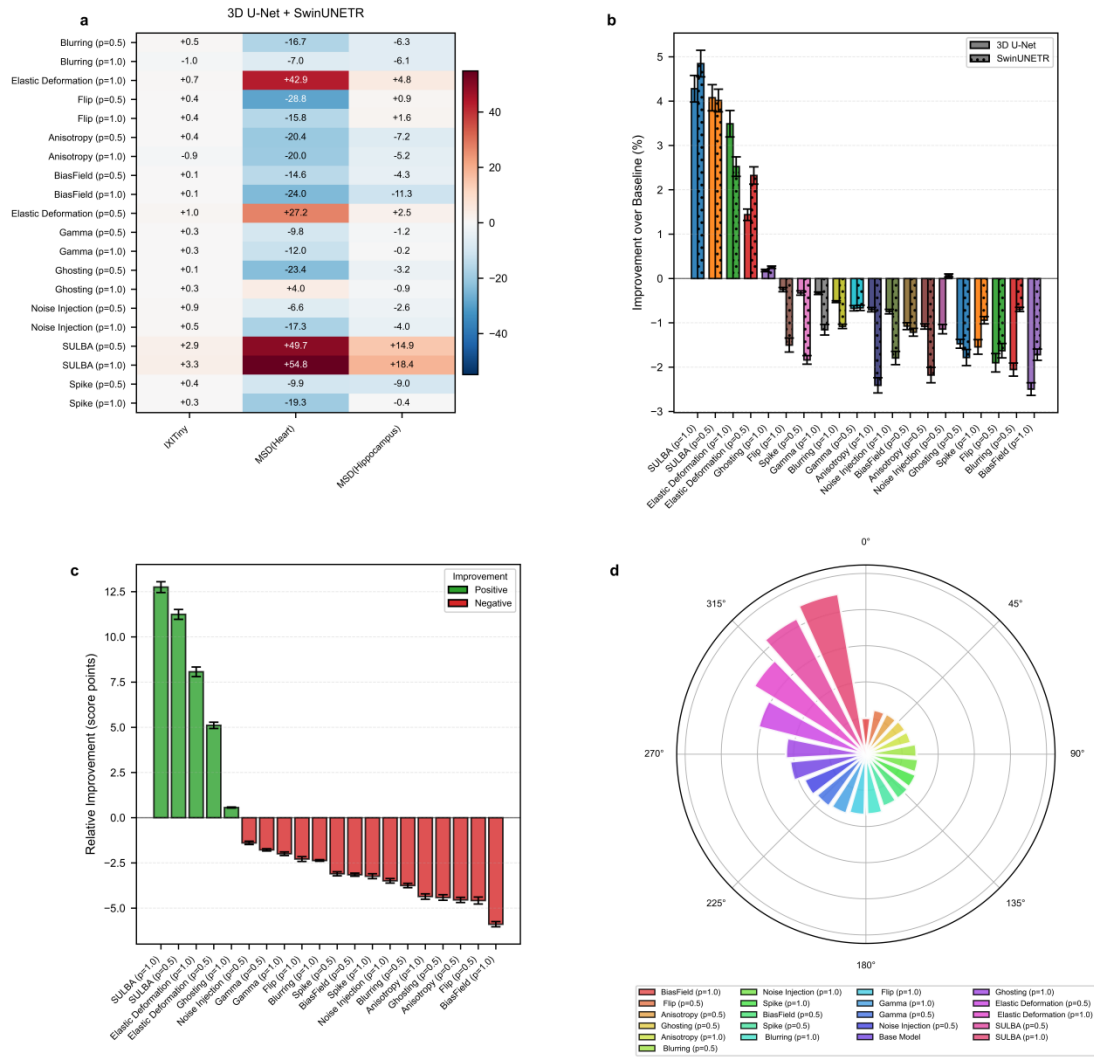 a
3D U-Net + SwinUNETR
Blurring (p=0.5) +0.5 -16.7 -6.3
Blurring (p=1.0) -1.0 -7.0 -6.1
Elastic Deformation (p=1.0) +0.7 +42.9 +4.8
Flip (p=0.5) +0.4 -28.8 +0.9
Flip (p=1.0) +0.4 -15.8 +1.6
Anisotropy (p=0.5) +0.4 -20.4 -7.2
Anisotropy (p=1.0) -0.9 -20.0 -5.2
BiasField (p=0.5) +0.1 -14.6 -4.3
BiasField (p=1.0) +0.1 -24.0 -11.3
Elastic Deformation (p=0.5) +1.0 +27.2 +2.5
Gamma (p=0.5) +0.3 -9.8 -1.2
Gamma (p=1.0) +0.3 -12.0 -0.2
Ghosting (p=0.5) +0.1 -23.4 -3.2
Ghosting (p=1.0) +0.3 +4.0 -0.9
Noise Injection (p=0.5) +0.9 -6.6 -2.6
Noise Injection (p=1.0) +0.5 -17.3 -4.0
SULBA (p=0.5) +2.9 +49.7 +14.9
SULBA (p=1.0) +3.3 +54.8 +18.4
Spike (p=0.5) +0.4 -9.9 -9.0
Spike (p=1.0) +0.3 -19.3 -0.4
IXITiny
MSD(Heart)
MSD(Hippocampus)
40
20
0
−20
−40
b
3D U-Net
SwinUNETR
Improvement over Baseline (%)
5
4
3
2
1
0
−1
−2
−3
SULBA (p=1.0)
SULBA (p=0.5)
Elastic Deformation (p=1.0)
Elastic Deformation (p=0.5)
Ghosting (p=1.0)
Flip (p=1.0)
Spike (p=0.5)
Gamma (p=1.0)
Blurring (p=1.0)
Gamma (p=0.5)
Anisotropy (p=1.0)
Noise Injection (p=1.0)
BiasField (p=0.5)
Anisotropy (p=0.5)
Noise Injection (p=0.5)
Ghosting (p=0.5)
Spike (p=1.0)
Flip (p=0.5)
Blurring (p=0.5)
BiasField (p=1.0)
c
Improvement
Positive
Negative
Relative Improvement (score points)
12.5
10.0
7.5
5.0
2.5
0.0
−2.5
−5.0
SULBA (p=1.0)
SULBA (p=0.5)
Elastic Deformation (p=1.0)
Elastic Deformation (p=0.5)
Ghosting (p=1.0)
Noise Injection (p=0.5)
Gamma (p=0.5)
Gamma (p=1.0)
Flip (p=1.0)
Blurring (p=1.0)
Spike (p=0.5)
BiasField (p=0.5)
Spike (p=1.0)
Noise Injection (p=1.0)
Blurring (p=0.5)
Anisotropy (p=1.0)
Ghosting (p=0.5)
Anisotropy (p=0.5)
Flip (p=0.5)
BiasField (p=1.0)
d
0°
45°
90°
135°
180°
225°
270°
315°
BiasField (p=1.0)
Flip (p=0.5)
Anisotropy (p=0.5)
Ghosting (p=0.5)
Anisotropy (p=1.0)
Blurring (p=0.5)
Noise Injection (p=1.0)
Spike (p=1.0)
BiasField (p=0.5)
Spike (p=0.5)
Blurring (p=1.0)
Flip (p=1.0)
Gamma (p=1.0)
Gamma (p=0.5)
Noise Injection (p=0.5)
Base Model
Ghosting (p=1.0)
Elastic Deformation (p=0.5)
Elastic Deformation (p=1.0)
SULBA (p=0.5)
SULBA (p=1.0)